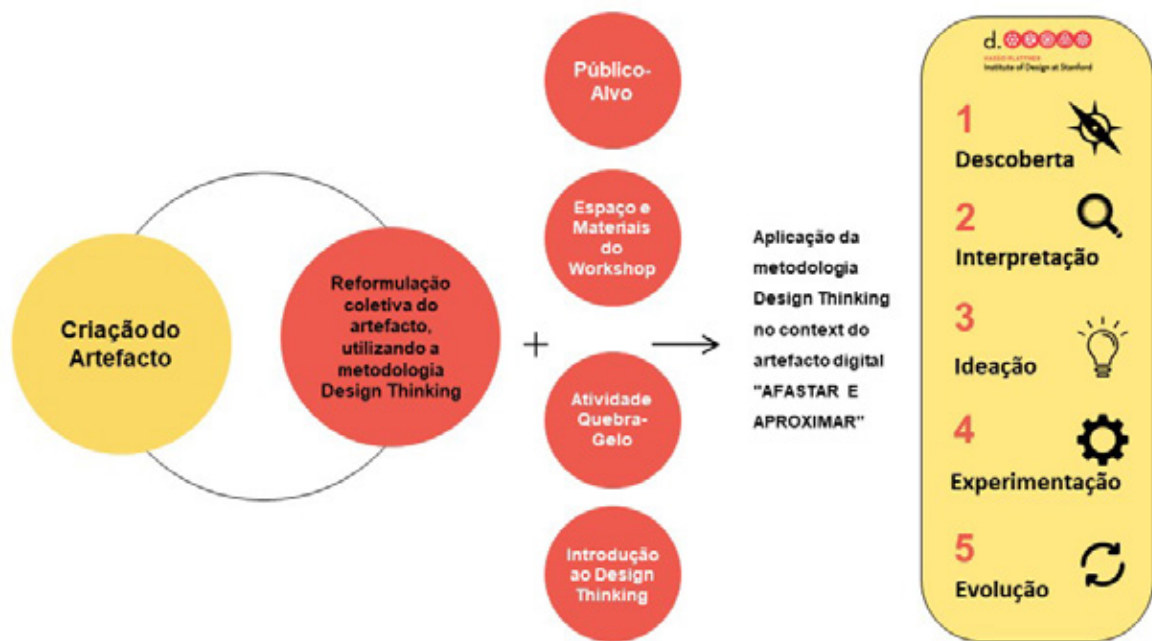 Criação do
Artefacto
Reformulação
coletiva do
artefacto,
utilizando a
metodologia
Design Thinking
+
Público-
Alvo
Espaço e
Materiais
do
Workshop
Atividade
Quebra-
Gelo
Introdução
ao Design
Thinking
Aplicação da
metodologia
Design Thinking
no context do
artefacto digital
"AFASTAR E
APROXIMAR"
d.
HASSO PLATTNER
Institute of Design at Stanford
1
Descoberta
2
Interpretação
3
Ideação
4
Experimentação
5
Evolução